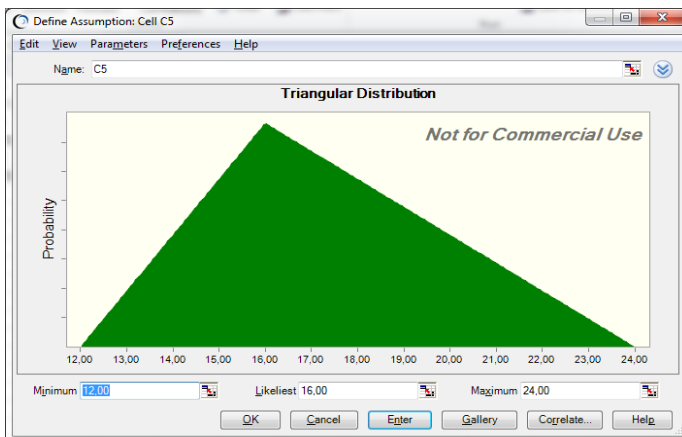 Define Assumption: Cell C5
Edit View Parameters Preferences Help
Name: C5
Triangular Distribution
Not for Commercial Use
Probability
12,00 13,00 14,00 15,00 16,00 17,00 18,00 19,00 20,00 21,00 22,00 23,00 24,00
Minimum 12,00 Likeliest 16,00 Maximum 24,00
OK Cancel Enter Gallery Correlate... Help